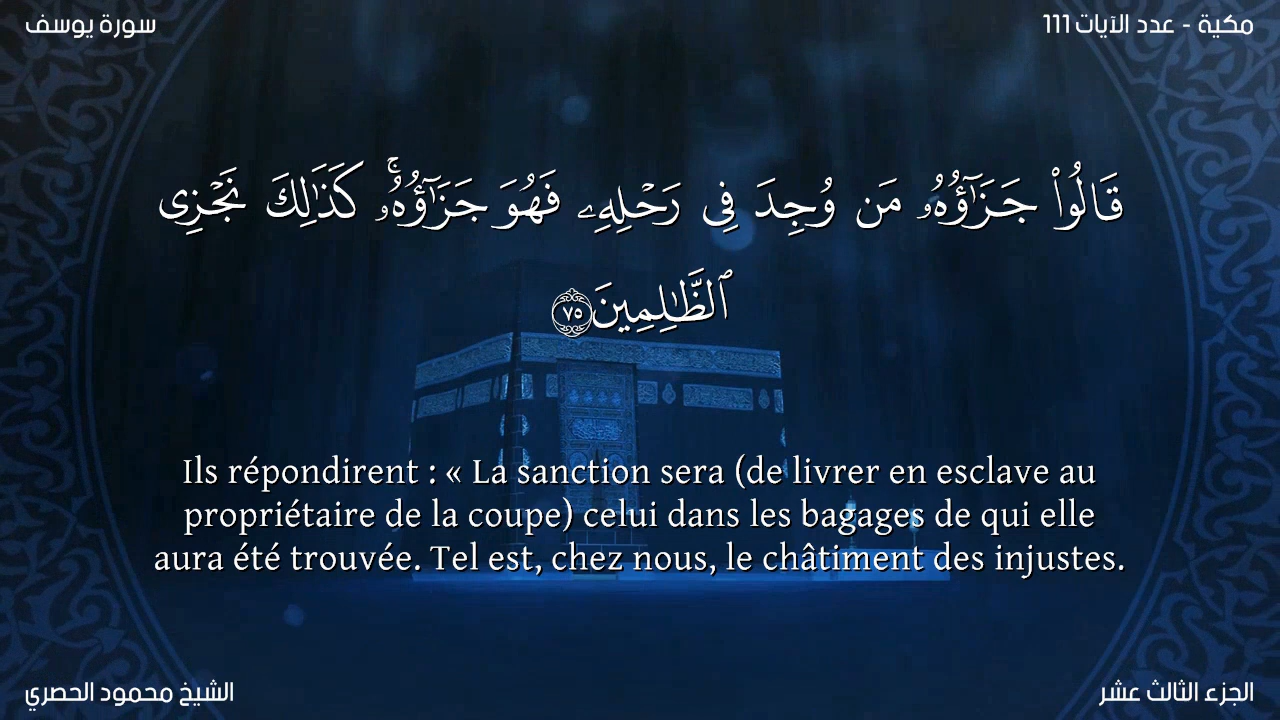 مكية - عدد الآيات 111
سورة يوسف
قَالُوا۟ جَزَٰٓؤُهُۥ مَن وُجِدَ فِى رَحْلِهِۦ فَهُوَ جَزَٰٓؤُهُۥ ۚ كَذَٰلِكَ نَجْزِى
ٱلظَّٰلِمِينَ ٧٥
Ils répondirent : « La sanction sera (de livrer en esclave au
propriétaire de la coupe) celui dans les bagages de qui elle
aura été trouvée. Tel est, chez nous, le châtiment des injustes.
الجزء الثالث عشر
الشيخ محمود الحصري